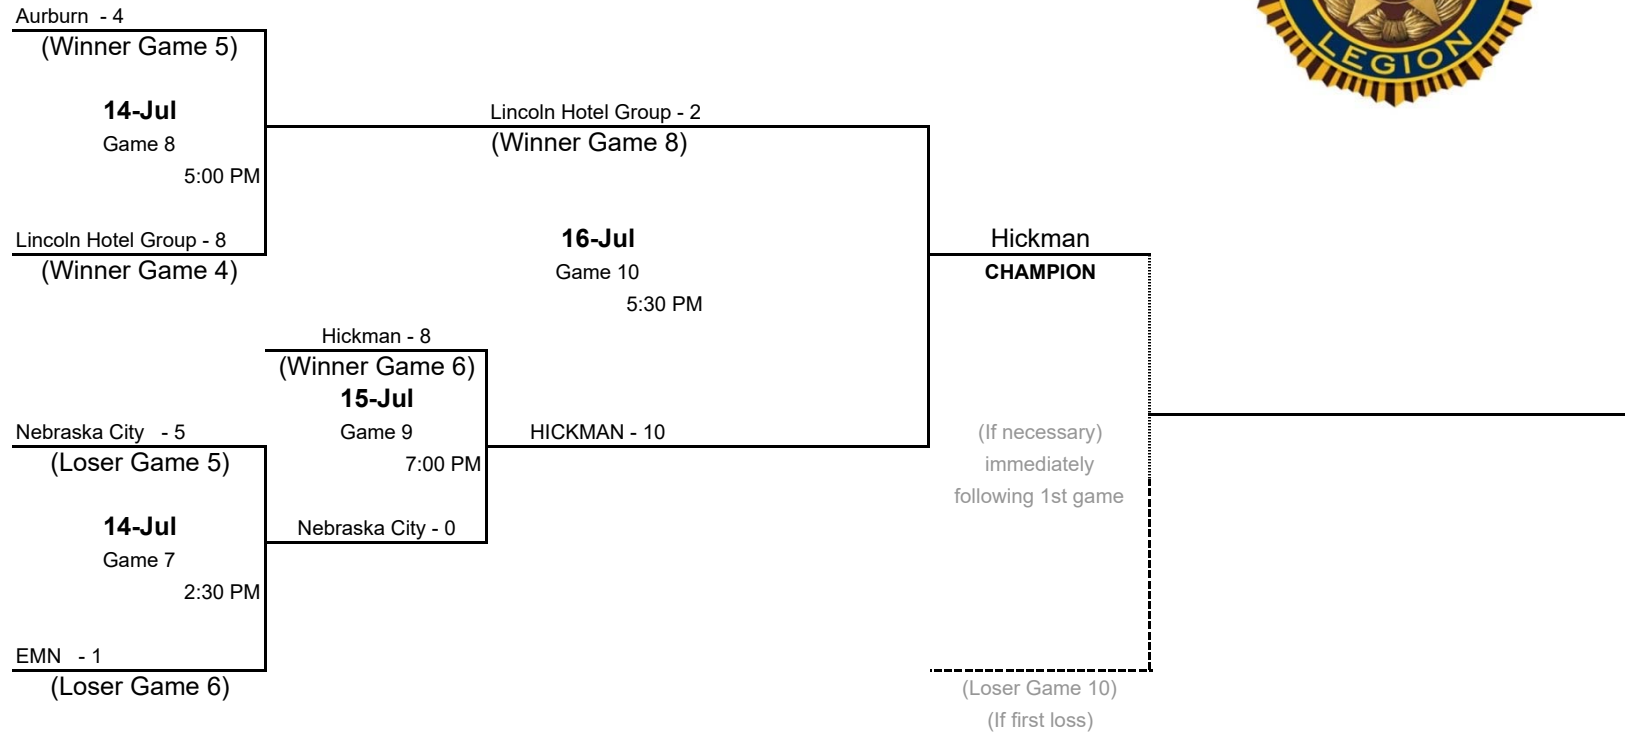 Aurburn - 4
(Winner Game 5)
LEGION
14-Jul
Game 8
5:00 PM
Lincoln Hotel Group - 2
(Winner Game 8)
Lincoln Hotel Group - 8
(Winner Game 4)
16-Jul
Game 10
5:30 PM
Hickman
CHAMPION
Hickman - 8
(Winner Game 6)
15-Jul
Game 9
7:00 PM
Nebraska City - 5
(Loser Game 5)
HICKMAN - 10
(If necessary)
immediately
following 1st game
14-Jul
Game 7
2:30 PM
Nebraska City - 0
EMN - 1
(Loser Game 6)
(Loser Game 10)
(If first loss)